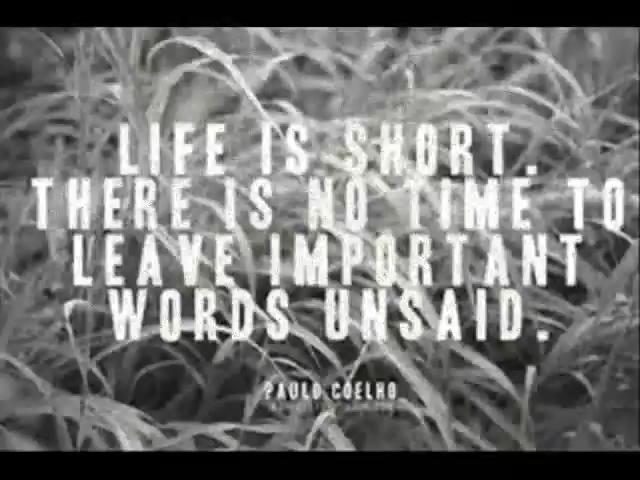 LIFE IS SHORT.
THERE IS NO TIME TO
LEAVE IMPORTANT
WORDS UNSAID.
PAULO COELHO